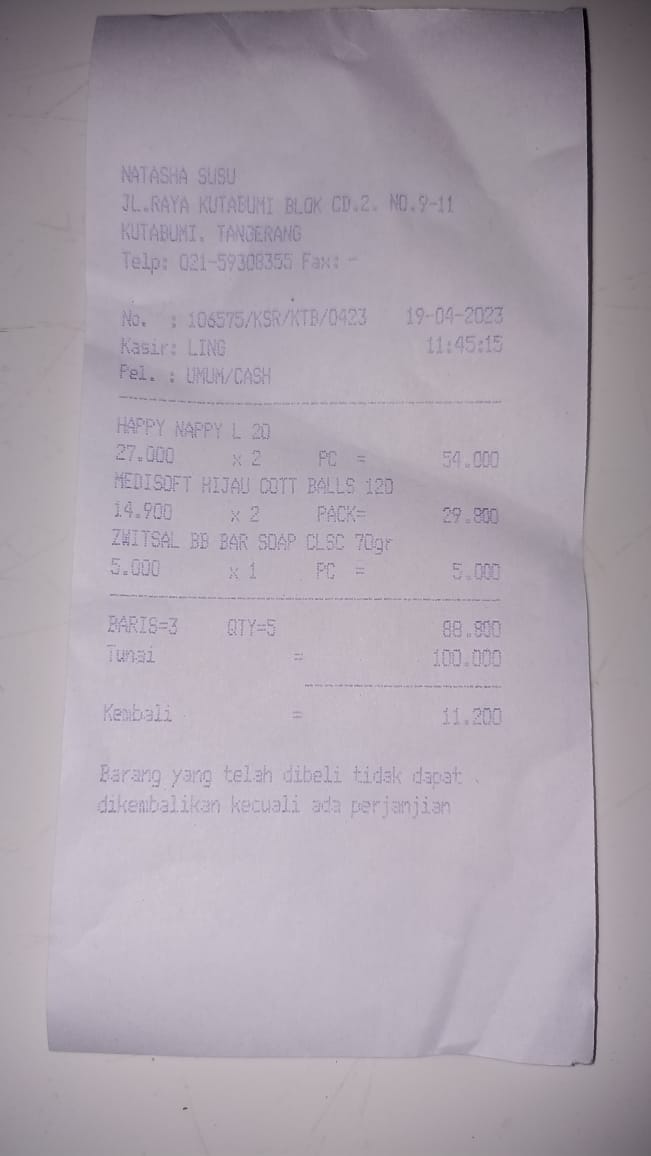 NATASHA SUSU
JL.RAYA KUTABUMI BLOK CD.2. NO.9-11
KUTABUMI. TANGERANG
Telp: 021-59308355 Fax: -
No. : 106575/KSR/KTB/0423 19-04-2023
Kasir: LING 11:45:15
Pel. : UMUM/CASH
HAPPY NAPPY L 20
27.000 x 2 PC = 54.000
MEDISOFT HIJAU COTT BALLS 120
14.900 x 2 PACK= 29.800
ZWITSAL BB BAR SOAP CLSC 70gr
5.000 x 1 PC = 5.000
BARIS=3 QTY=5 88.800
Tunai = 100.000
Kembali = 11.200
Barang yang telah dibeli tidak dapat
dikembalikan kecuali ada perjanjian